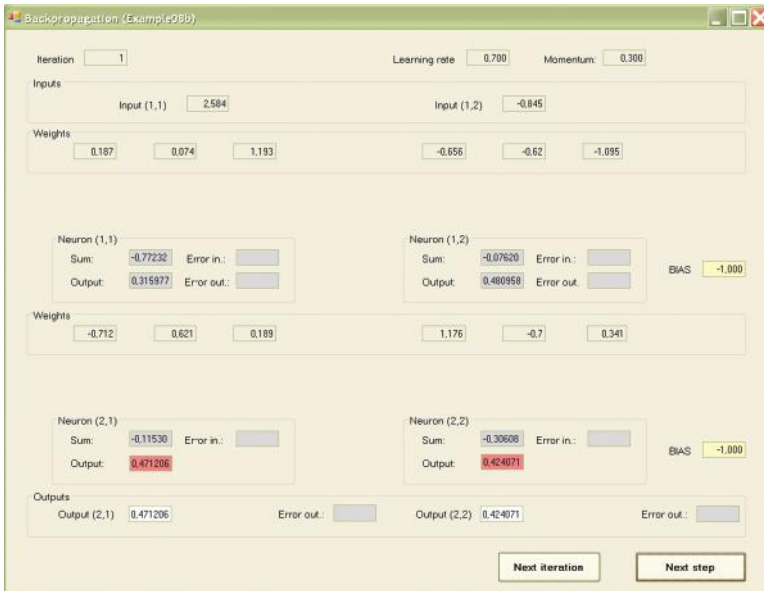 Backpropagation (Example08b)
Iteration 1 Learning rate 0,700 Momentum: 0,300
Inputs
Input (1,1) 2,584 Input (1,2) -0,845
Weights
0,187 0,074 1,193 -0,656 -0,62 -1,095
Neuron (1,1) Neuron (1,2)
Sum: -0,77232 Error in.: Sum: -0,07620 Error in.:
BIAS -1,000
Output: 0,315977 Error out.: Output: 0,480958 Error out.
Weights
-0,712 0,621 0,189 1,176 -0,7 0,341
Neuron (2,1) Neuron (2,2)
Sum: -0,11530 Error in.: Sum: -0,30608 Error in.:
BIAS -1,000
Output: 0,471206 Output: 0,424071
Outputs
Output (2,1) 0,471206 Error out.: Output (2,2) 0,424071 Error out.:
Next iteration Next step